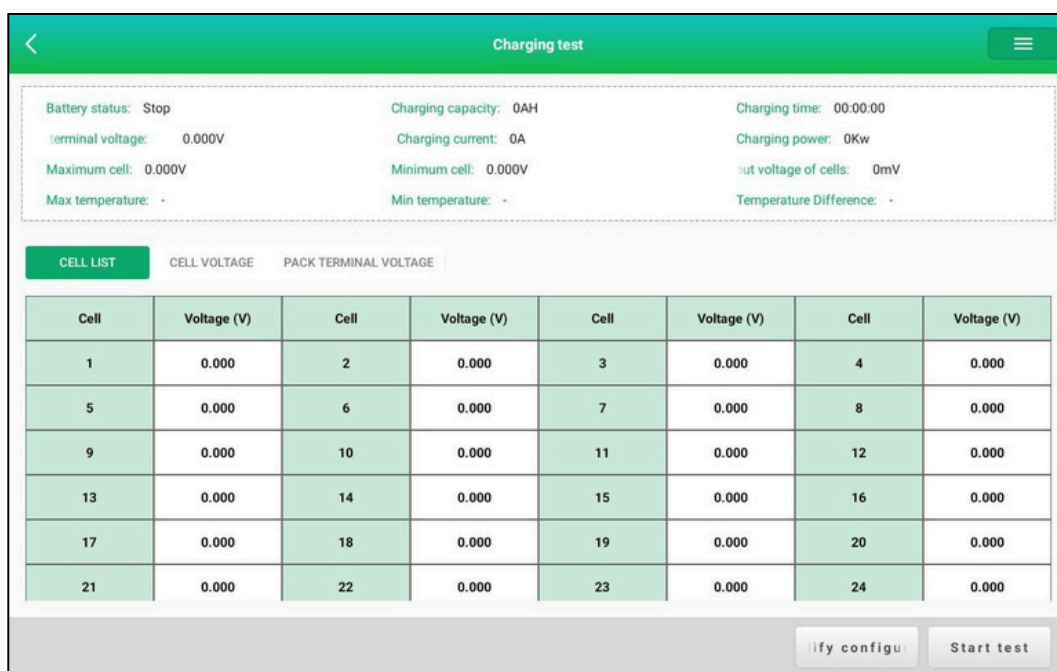 Charging test
Battery status: Stop Charging capacity: 0AH Charging time: 00:00:00
voltage: 0.000V Charging current: 0A Charging power: 0Kw
Maximum cell: 0.000V Minimum cell: 0.000V voltage of cells: 0mV
Max temperature: - Min temperature: - Temperature Difference: -
CELL LIST CELL VOLTAGE PACK TERMINAL VOLTAGE
Cell Voltage (V) Cell Voltage (V) Cell Voltage (V) Cell Voltage (V)
1 0.000 2 0.000 3 0.000 4 0.000
5 0.000 6 0.000 7 0.000 8 0.000
9 0.000 10 0.000 11 0.000 12 0.000
13 0.000 14 0.000 15 0.000 16 0.000
17 0.000 18 0.000 19 0.000 20 0.000
21 0.000 22 0.000 23 0.000 24 0.000
Start test